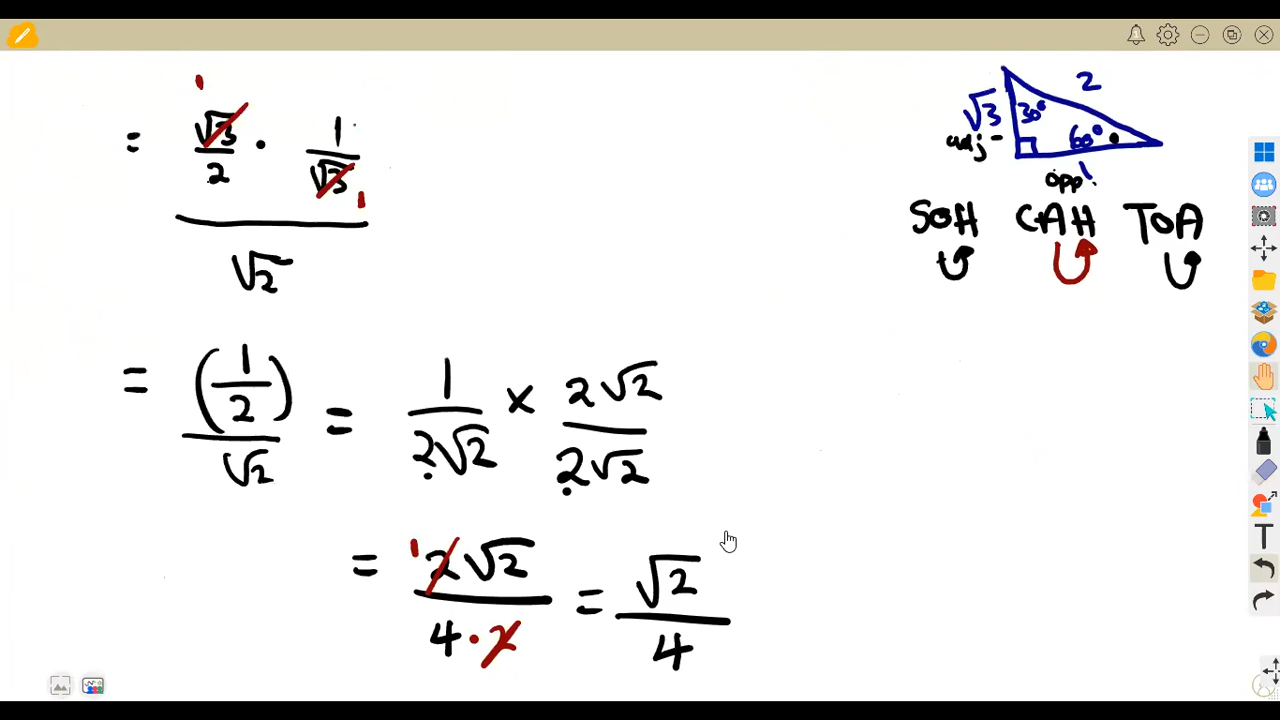 = (√3/2 · 1/√3)/√2
1
1
2
√3
30°
60°
adj
opp
1
SOH CAH TOA
= (1/2)/√2 = 1/(2√2) × 2√2/(2√2)
= 2√2/(4·2) = √2/4
1
T